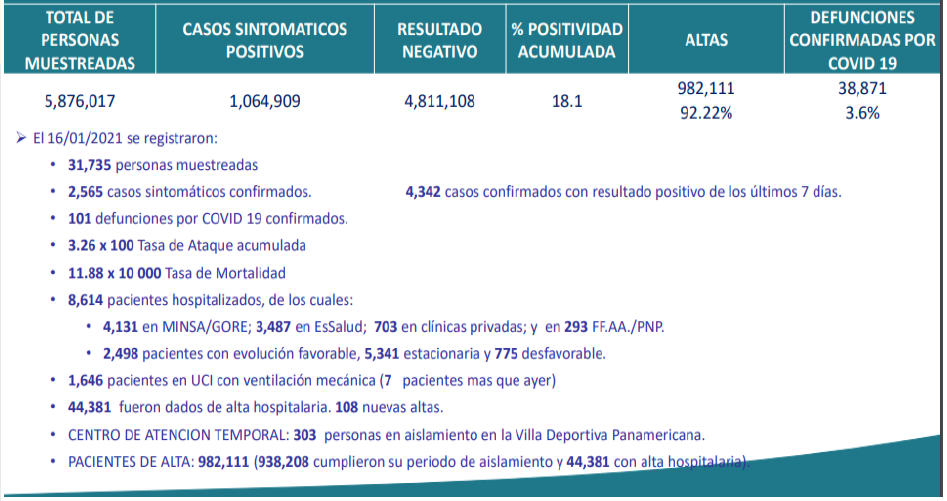 TOTAL DE PERSONAS MUESTREADAS
CASOS SINTOMATICOS POSITIVOS
RESULTADO NEGATIVO
% POSITIVIDAD ACUMULADA
ALTAS
DEFUNCIONES CONFIRMADAS POR COVID 19
5,876,017
1,064,909
4,811,108
18.1
982,111
92.22%
38,871
3.6%
➢ El 16/01/2021 se registraron:
• 31,735 personas muestreadas
• 2,565 casos sintomáticos confirmados. 4,342 casos confirmados con resultado positivo de los últimos 7 días.
• 101 defunciones por COVID 19 confirmados.
• 3.26 x 100 Tasa de Ataque acumulada
• 11.88 x 10 000 Tasa de Mortalidad
• 8,614 pacientes hospitalizados, de los cuales:
• 4,131 en MINSA/GORE; 3,487 en EsSalud; 703 en clínicas privadas; y en 293 FF.AA./PNP.
• 2,498 pacientes con evolución favorable, 5,341 estacionaria y 775 desfavorable.
• 1,646 pacientes en UCI con ventilación mecánica (7 pacientes mas que ayer)
• 44,381 fueron dados de alta hospitalaria. 108 nuevas altas.
• CENTRO DE ATENCION TEMPORAL: 303 personas en aislamiento en la Villa Deportiva Panamericana.
• PACIENTES DE ALTA: 982,111 (938,208 cumplieron su periodo de aislamiento y 44,381 con alta hospitalaria).